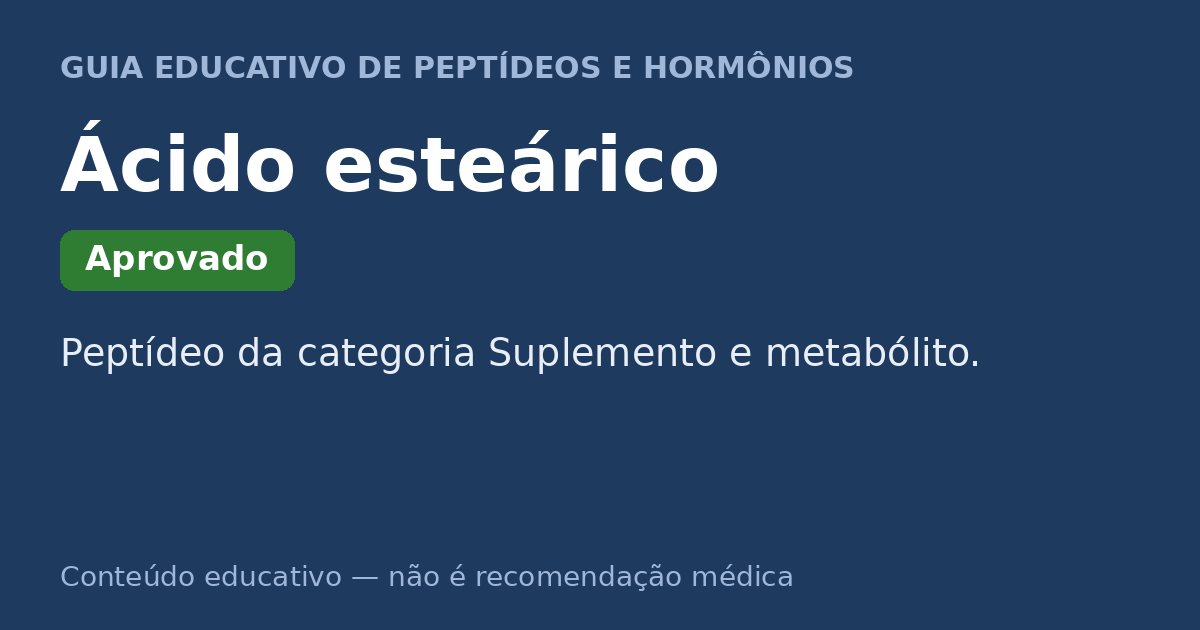 GUIA EDUCATIVO DE PEPTÍDEOS E HORMÔNIOS
Ácido esteárico
Aprovado
Peptídeo da categoria Suplemento e metabólito.
Conteúdo educativo — não é recomendação médica